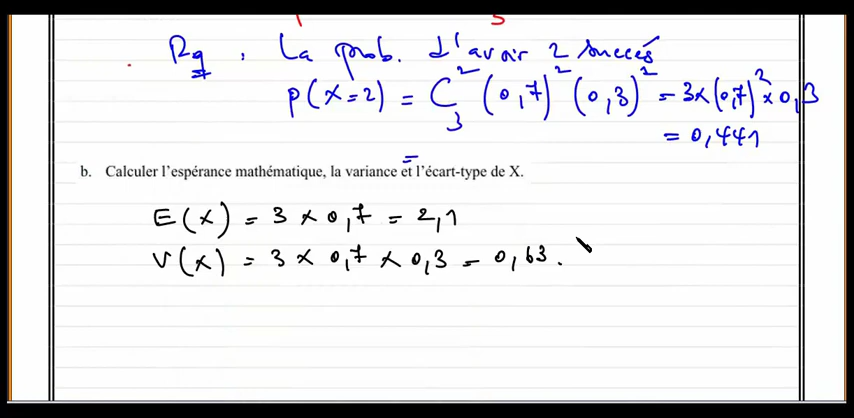 Rq : La prob. d'avoir 2 succés
p(X=2) = C₃² (0,7)² (0,3)² = 3x(0,7)² x 0,3
= 0,441
b. Calculer l'espérance mathématique, la variance et l'écart-type de X.
E(X) = 3 x 0,7 = 2,1
V(X) = 3 x 0,7 x 0,3 = 0,63.